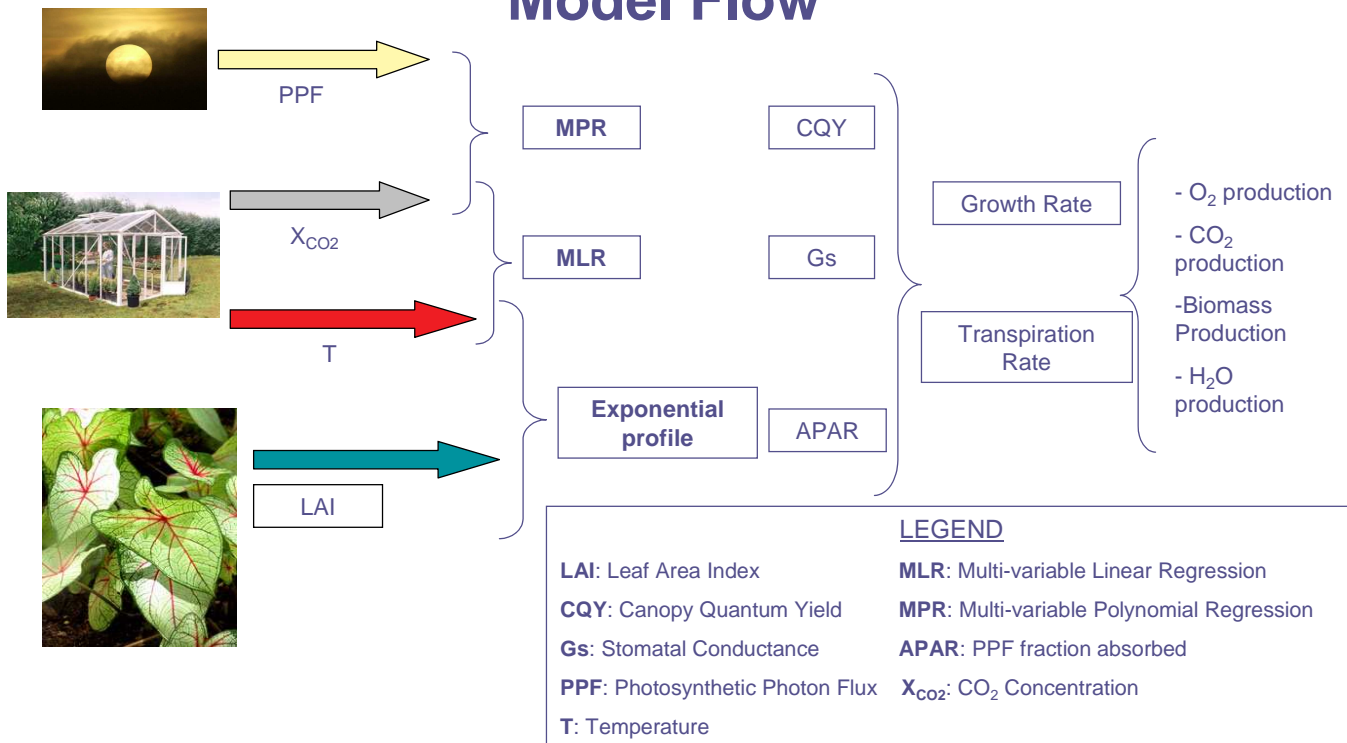 Model Flow
PPF
MPR
CQY
X_CO2
Growth Rate
- O₂ production
- CO₂
production
MLR
Gs
-Biomass
Production
T
Transpiration
Rate
- H₂O
production
Exponential
profile
APAR
LAI
LEGEND
LAI: Leaf Area Index
MLR: Multi-variable Linear Regression
CQY: Canopy Quantum Yield
MPR: Multi-variable Polynomial Regression
Gs: Stomatal Conductance
APAR: PPF fraction absorbed
PPF: Photosynthetic Photon Flux
X_CO2: CO₂ Concentration
T: Temperature